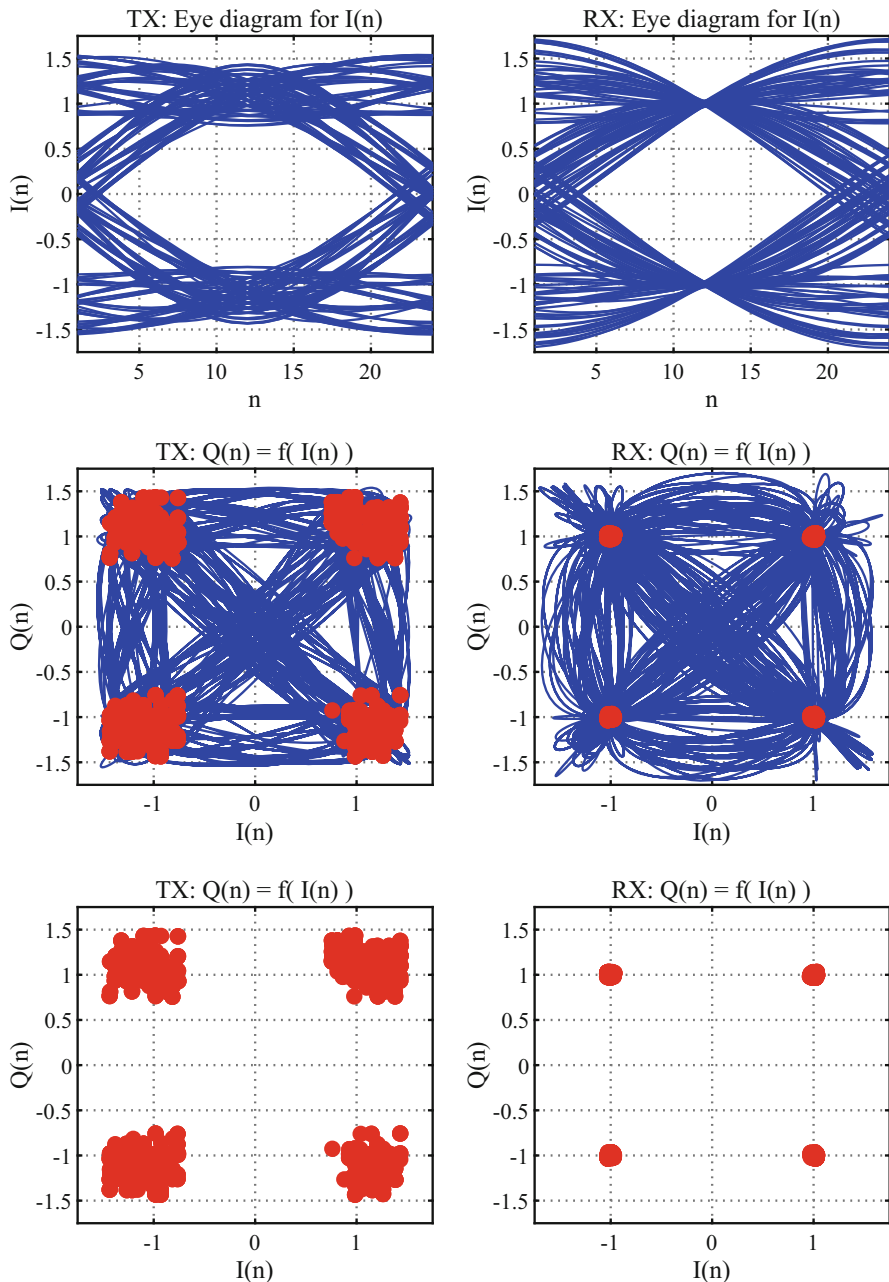 TX: Eye diagram for I(n)
1.5
1
0.5
0
-0.5
-1
-1.5
I(n)
5 10 15 20
n
RX: Eye diagram for I(n)
1.5
1
0.5
0
-0.5
-1
-1.5
I(n)
5 10 15 20
n
TX: Q(n) = f( I(n) )
1.5
1
0.5
0
-0.5
-1
-1.5
Q(n)
-1 0 1
I(n)
RX: Q(n) = f( I(n) )
1.5
1
0.5
0
-0.5
-1
-1.5
Q(n)
-1 0 1
I(n)
TX: Q(n) = f( I(n) )
1.5
1
0.5
0
-0.5
-1
-1.5
Q(n)
-1 0 1
I(n)
RX: Q(n) = f( I(n) )
1.5
1
0.5
0
-0.5
-1
-1.5
Q(n)
-1 0 1
I(n)